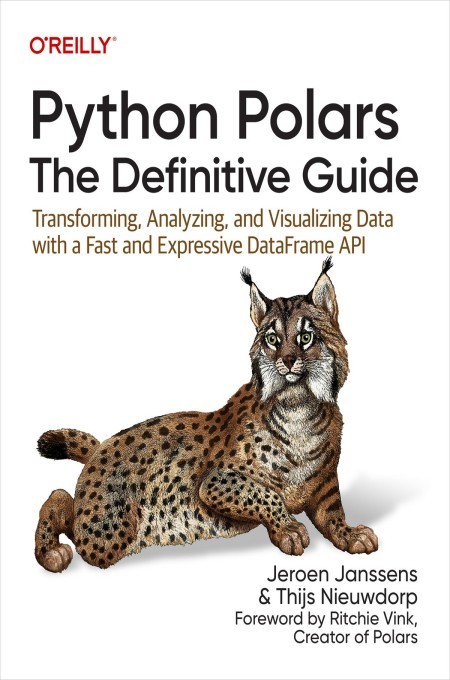 O'REILLY®
Python Polars
The Definitive Guide
Transforming, Analyzing, and Visualizing Data
with a Fast and Expressive DataFrame API
Jeroen Janssens
& Thijs Nieuwdorp
Foreword by Ritchie Vink,
Creator of Polars